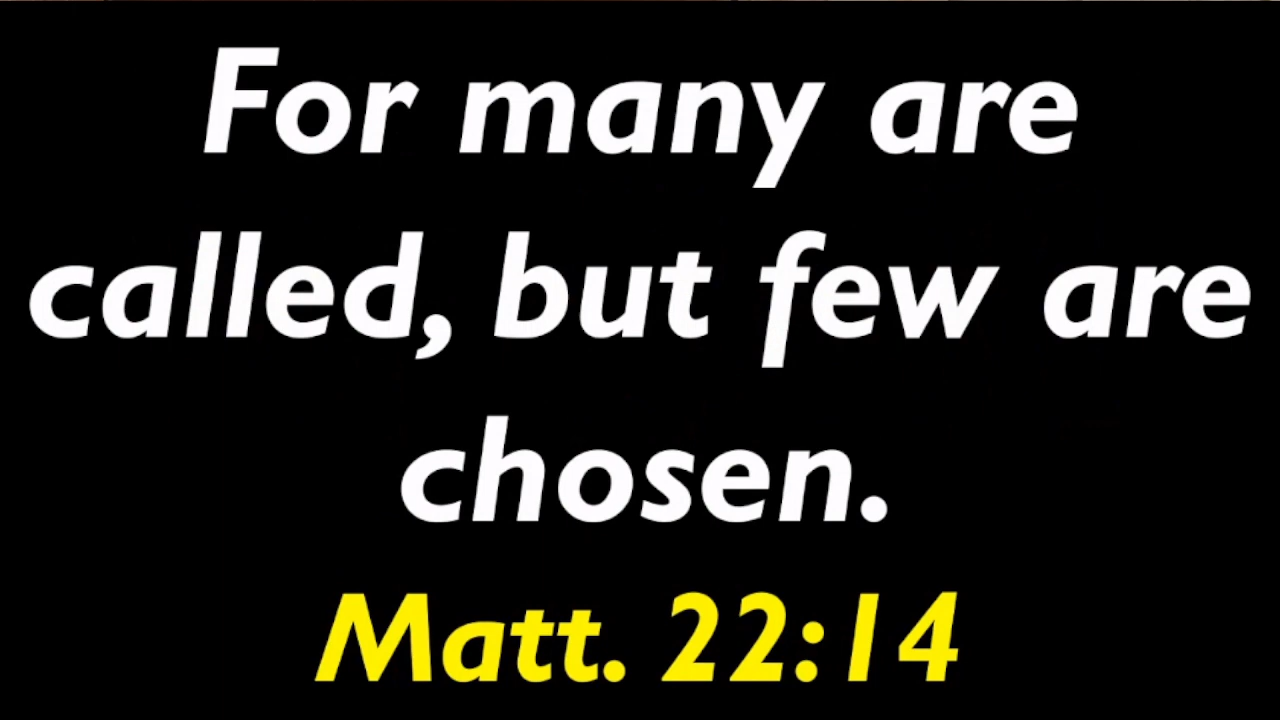 For many are
called, but few are
chosen.
Matt. 22:14